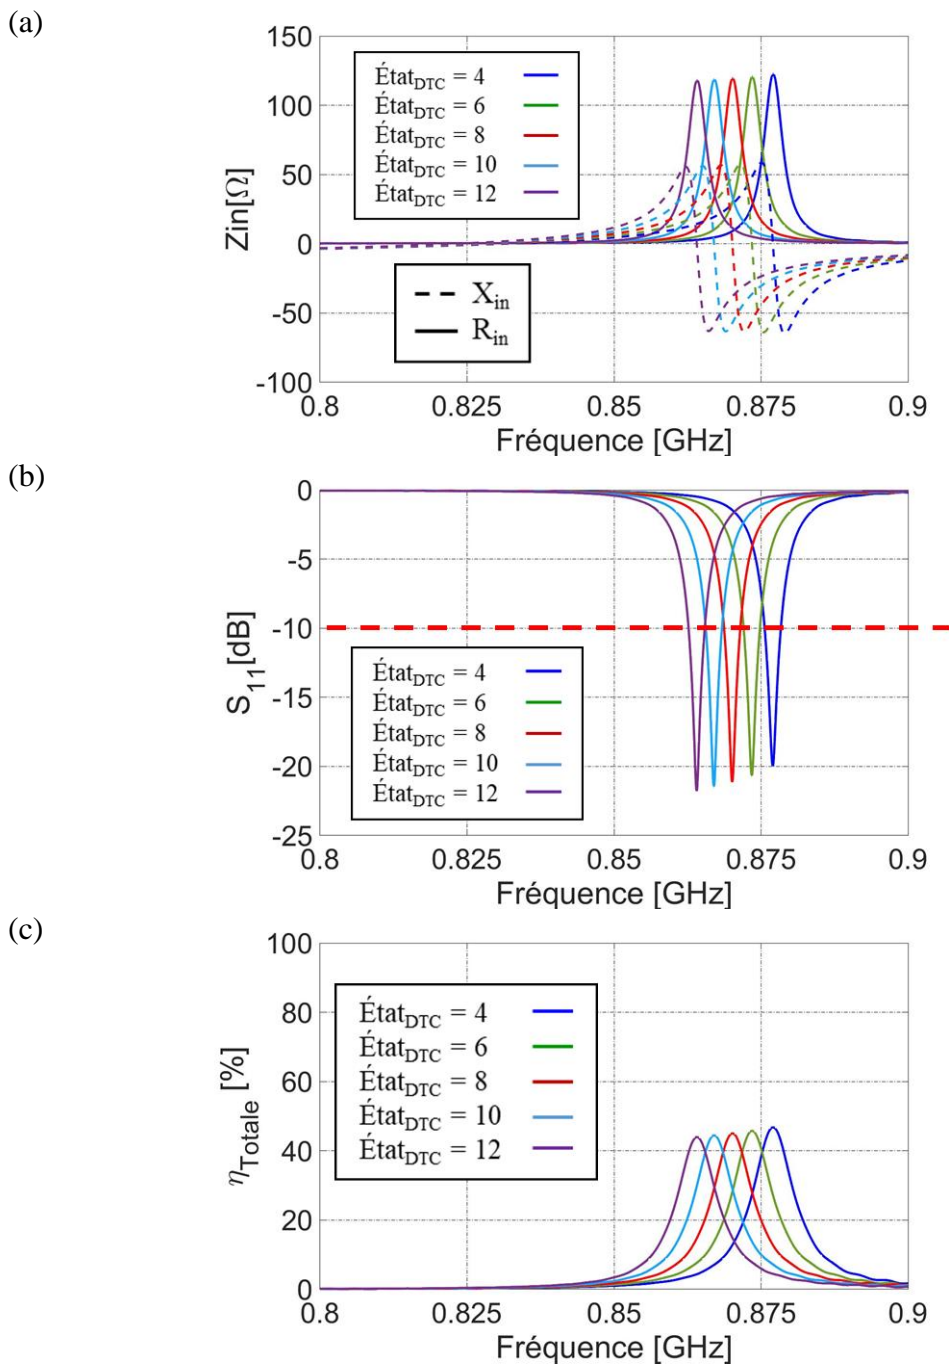 (a)
150
100
50
0
-50
-100
Zin[Ω]
ÉtatDTC = 4
ÉtatDTC = 6
ÉtatDTC = 8
ÉtatDTC = 10
ÉtatDTC = 12
Xin
Rin
0.8 0.825 0.85 0.875 0.9
Fréquence [GHz]
(b)
0
-5
-10
-15
-20
-25
S11[dB]
ÉtatDTC = 4
ÉtatDTC = 6
ÉtatDTC = 8
ÉtatDTC = 10
ÉtatDTC = 12
0.8 0.825 0.85 0.875 0.9
Fréquence [GHz]
(c)
100
80
60
40
20
0
ηTotale [%]
ÉtatDTC = 4
ÉtatDTC = 6
ÉtatDTC = 8
ÉtatDTC = 10
ÉtatDTC = 12
0.8 0.825 0.85 0.875 0.9
Fréquence [GHz]